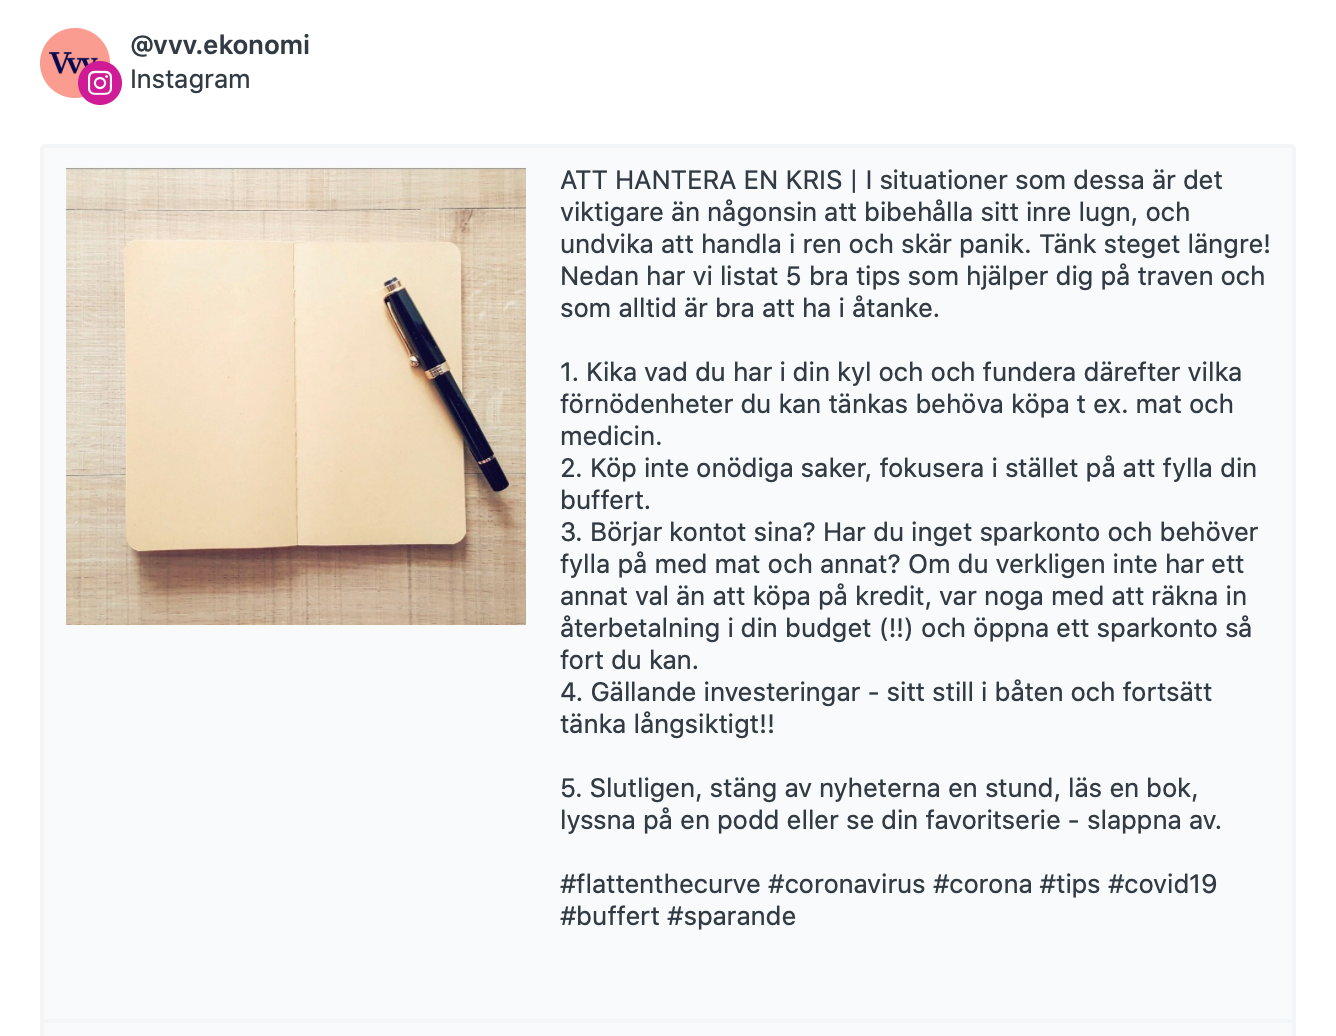 Vvv
@vvv.ekonomi
Instagram
ATT HANTERA EN KRIS | I situationer som dessa är det
viktigare än någonsin att bibehålla sitt inre lugn, och
undvika att handla i ren och skär panik. Tänk steget längre!
Nedan har vi listat 5 bra tips som hjälper dig på traven och
som alltid är bra att ha i åtanke.
1. Kika vad du har i din kyl och och fundera därefter vilka
förnödenheter du kan tänkas behöva köpa t ex. mat och
medicin.
2. Köp inte onödiga saker, fokusera i stället på att fylla din
buffert.
3. Börjar kontot sina? Har du inget sparkonto och behöver
fylla på med mat och annat? Om du verkligen inte har ett
annat val än att köpa på kredit, var noga med att räkna in
återbetalning i din budget (!!) och öppna ett sparkonto så
fort du kan.
4. Gällande investeringar - sitt still i båten och fortsätt
tänka långsiktigt!!
5. Slutligen, stäng av nyheterna en stund, läs en bok,
lyssna på en podd eller se din favoritserie - slappna av.
#flattenthecurve #coronavirus #corona #tips #covid19
#buffert #sparande